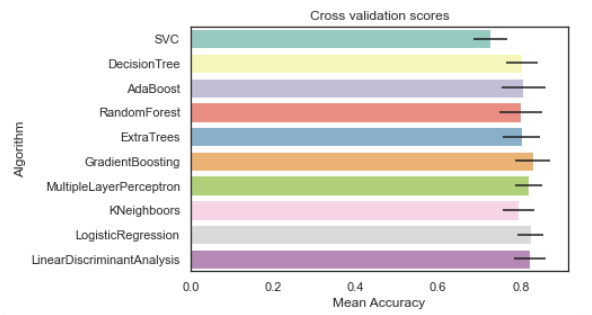 Cross validation scores
SVC
DecisionTree
AdaBoost
RandomForest
ExtraTrees
GradientBoosting
MultipleLayerPerceptron
KNeighboors
LogisticRegression
LinearDiscriminantAnalysis
Algorithm
0.0 0.2 0.4 0.6 0.8
Mean Accuracy